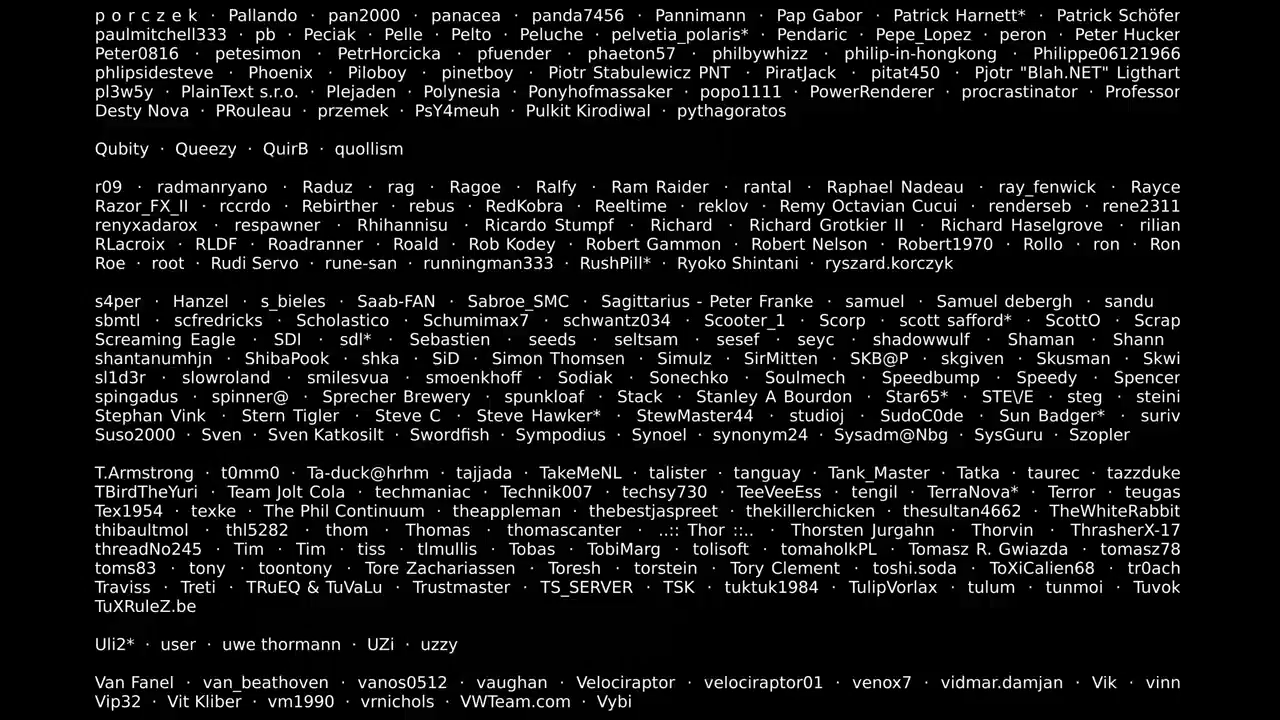 p o r c z e k · Pallando · pan2000 · panacea · panda7456 · Pannimann · Pap Gabor · Patrick Harnett* · Patrick Schöfer
paulmitchell333 · pb · Peciak · Pelle · Pelto · Peluche · pelvetia_polaris* · Pendaric · Pepe_Lopez · peron · Peter Hucker
Peter0816 · petesimon · PetrHorcicka · pfuender · phaeton57 · philbywhizz · philip-in-hongkong · Philippe06121966
phlipsidesteve · Phoenix · Piloboy · pinetboy · Piotr Stabulewicz PNT · PiratJack · pitat450 · Pjotr "Blah.NET" Ligthart
pl3w5y · PlainText s.r.o. · Plejaden · Polynesia · Ponyhofmassaker · popo1111 · PowerRenderer · procrastinator · Professor
Desty Nova · PRouleau · przemek · PsY4meuh · Pulkit Kirodiwal · pythagoratos
Qubity · Queezy · QuirB · quollism
r09 · radmanryano · Raduz · rag · Ragoe · Ralfy · Ram Raider · rantal · Raphael Nadeau · ray_fenwick · Rayce
Razor_FX_II · rccrdo · Rebirther · rebus · RedKobra · Reeltime · reklov · Remy Octavian Cucui · renderseb · rene2311
renyxadarox · respawner · Rhihannisu · Ricardo Stumpf · Richard · Richard Grotkier II · Richard Haselgrove · rilian
RLacroix · RLDF · Roadranner · Roald · Rob Kodey · Robert Gammon · Robert Nelson · Robert1970 · Rollo · ron · Ron
Roe · root · Rudi Servo · rune-san · runningman333 · RushPill* · Ryoko Shintani · ryszard.korczyk
s4per · Hanzel · s_bieles · Saab-FAN · Sabroe_SMC · Sagittarius - Peter Franke · samuel · Samuel debergh · sandu
sbmtl · scfredricks · Scholastico · Schumimax7 · schwantz034 · Scooter_1 · Scorp · scott safford* · ScottO · Scrap
Screaming Eagle · SDI · sdl* · Sebastien · seeds · seltsam · sesef · seyc · shadowwulf · Shaman · Shann
shantanumhjn · ShibaPook · shka · SiD · Simon Thomsen · Simulz · SirMitten · SKB@P · skgiven · Skusman · Skwi
sl1d3r · slowroland · smilesvua · smoenkhoff · Sodiak · Sonechko · Soulmech · Speedbump · Speedy · Spencer
spingadus · spinner@ · Sprecher Brewery · spunkloaf · Stack · Stanley A Bourdon · Star65* · STE\/E · steg · steini
Stephan Vink · Stern Tigler · Steve C · Steve Hawker* · StewMaster44 · studioj · SudoC0de · Sun Badger* · suriv
Suso2000 · Sven · Sven Katkosilt · Swordfish · Sympodius · Synoel · synonym24 · Sysadm@Nbg · SysGuru · Szopler
T.Armstrong · t0mm0 · Ta-duck@hrhm · tajjada · TakeMeNL · talister · tanguay · Tank_Master · Tatka · taurec · tazzduke
TBirdTheYuri · Team Jolt Cola · techmaniac · Technik007 · techsy730 · TeeVeeEss · tengil · TerraNova* · Terror · teugas
Tex1954 · texke · The Phil Continuum · theappleman · thebestjaspreet · thekillerchicken · thesultan4662 · TheWhiteRabbit
thibaultmol · thl5282 · thom · Thomas · thomascanter · ..:: Thor ::.. · Thorsten Jurgahn · Thorvin · ThrasherX-17
threadNo245 · Tim · Tim · tiss · tlmullis · Tobas · TobiMarg · tolisoft · tomaholkPL · Tomasz R. Gwiazda · tomasz78
toms83 · tony · toontony · Tore Zachariassen · Toresh · torstein · Tory Clement · toshi.soda · ToXiCalien68 · tr0ach
Traviss · Treti · TRuEQ & TuVaLu · Trustmaster · TS_SERVER · TSK · tuktuk1984 · TulipVorlax · tulum · tunmoi · Tuvok
TuXRuleZ.be
Uli2* · user · uwe thormann · UZi · uzzy
Van Fanel · van_beathoven · vanos0512 · vaughan · Velociraptor · velociraptor01 · venox7 · vidmar.damjan · Vik · vinn
Vip32 · Vit Kliber · vm1990 · vrnichols · VWTeam.com · Vybi